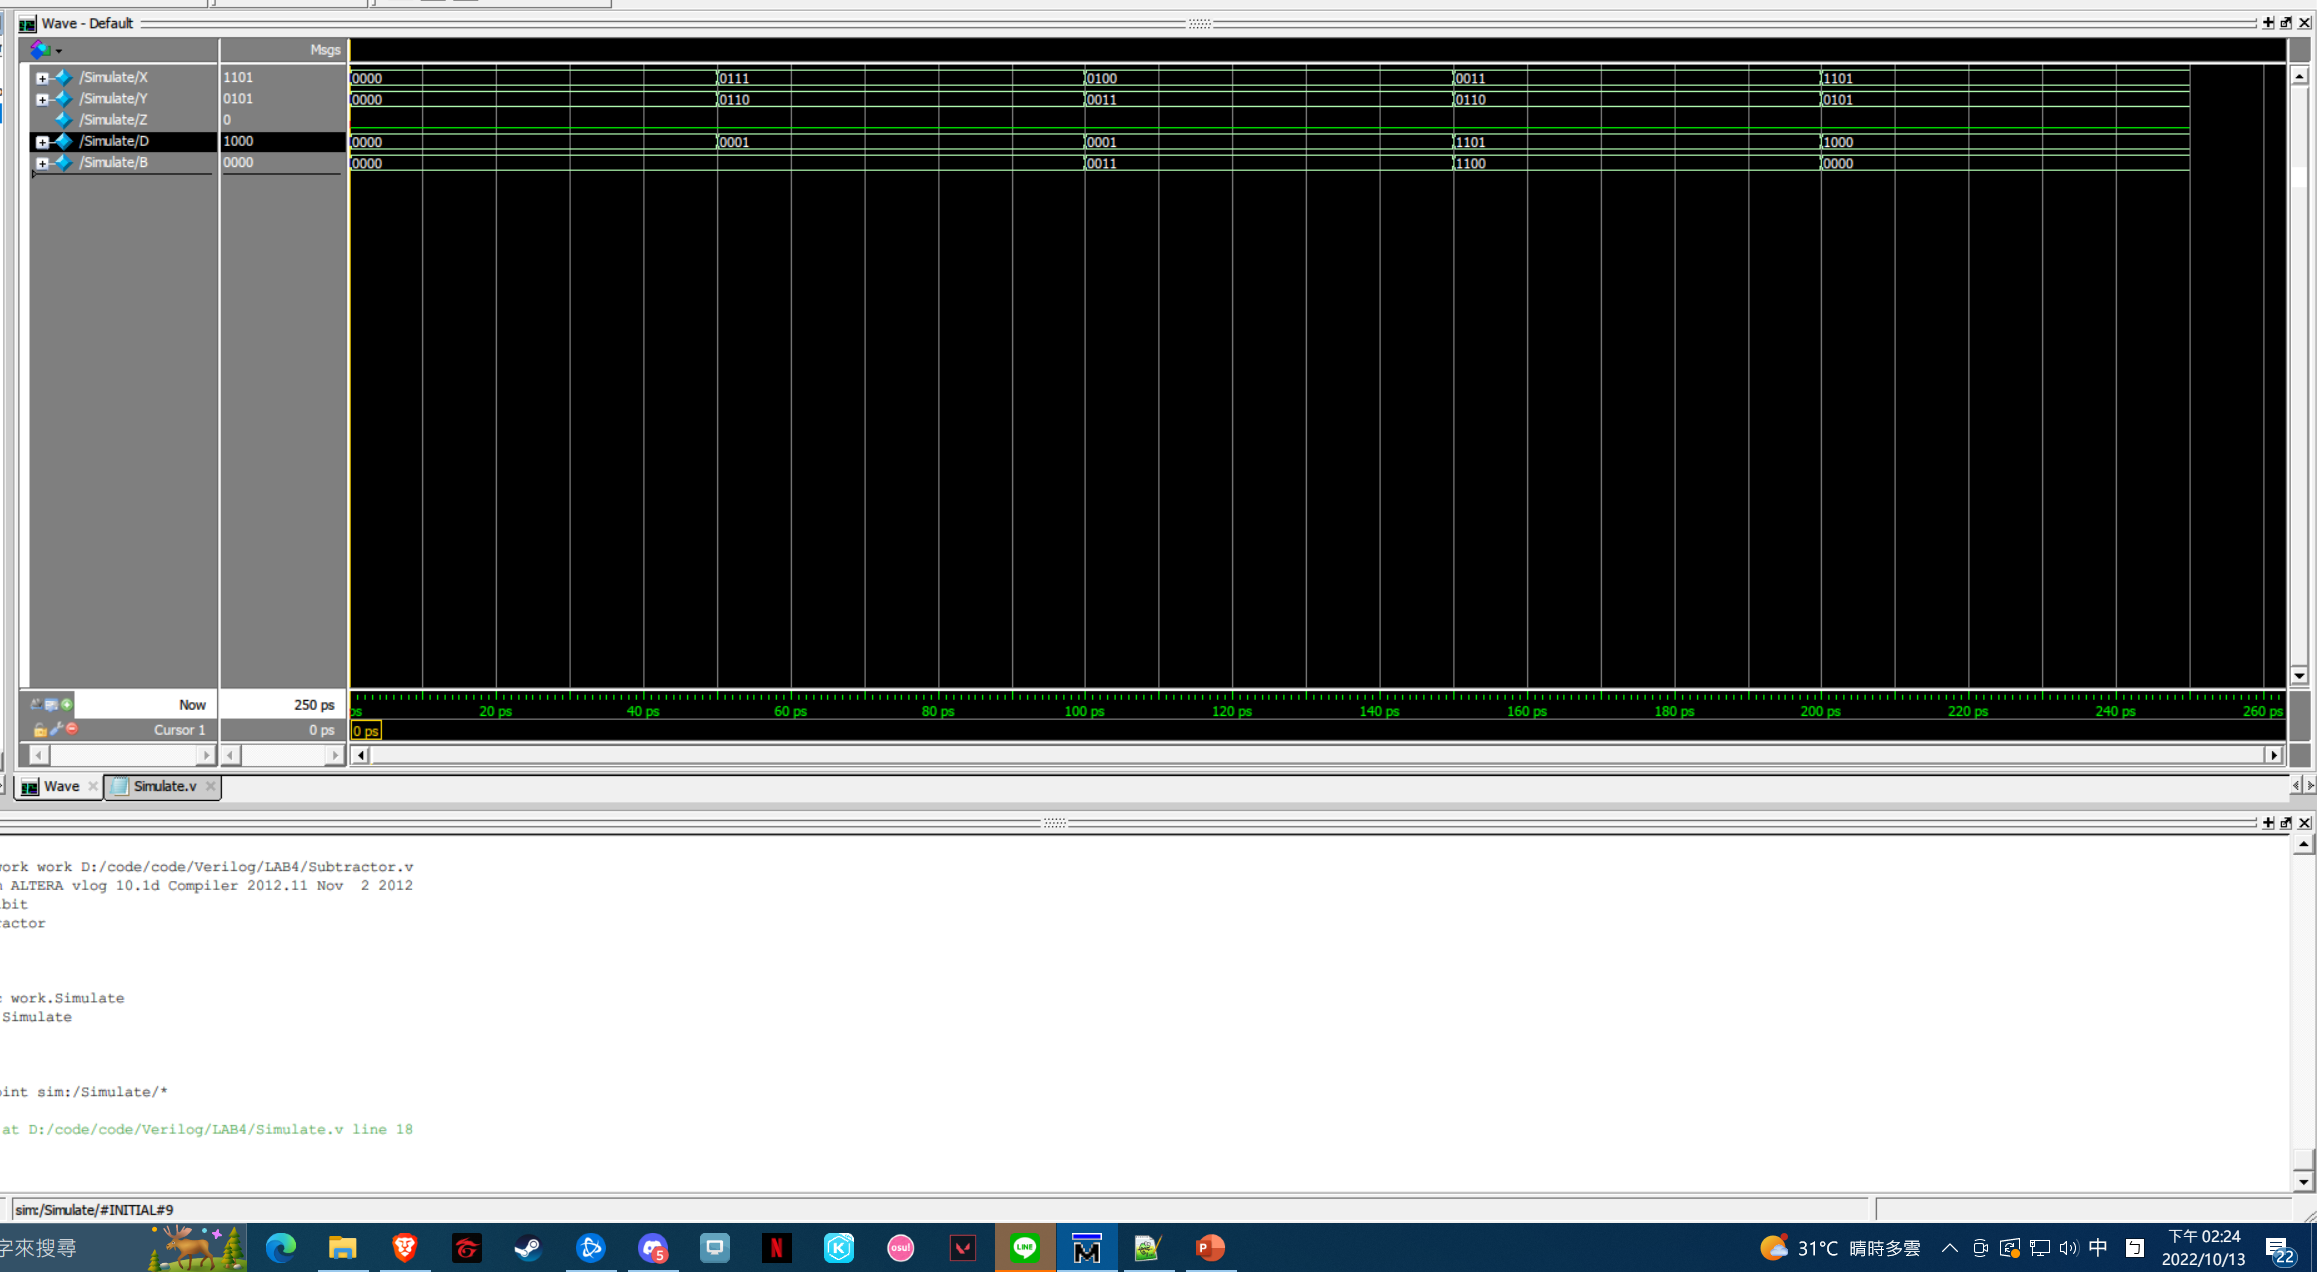 Wave - Default
Msgs
/Simulate/X 1101 0000 0111 0100 0011 1101
/Simulate/Y 0101 0000 0110 0011 0110 0101
/Simulate/Z 0
/Simulate/D 1000 0000 0001 0001 1101 1000
/Simulate/B 0000 0000 0011 1100 0000
Now 250 ps ps 20 ps 40 ps 60 ps 80 ps 100 ps 120 ps 140 ps 160 ps 180 ps 200 ps 220 ps 240 ps 260 ps
Cursor 1 0 ps 0 ps
Wave Simulate.v
work work D:/code/code/Verilog/LAB4/Subtractor.v
ALTERA vlog 10.1d Compiler 2012.11 Nov 2 2012
bit
ractor
work.Simulate
Simulate
oint sim:/Simulate/*
at D:/code/code/Verilog/LAB4/Simulate.v line 18
sim:/Simulate/#INITIAL#9
字來搜尋 5 N K osu! LINE M P 31°C 晴時多雲 中 ㄅ 下午 02:24
2022/10/13 22